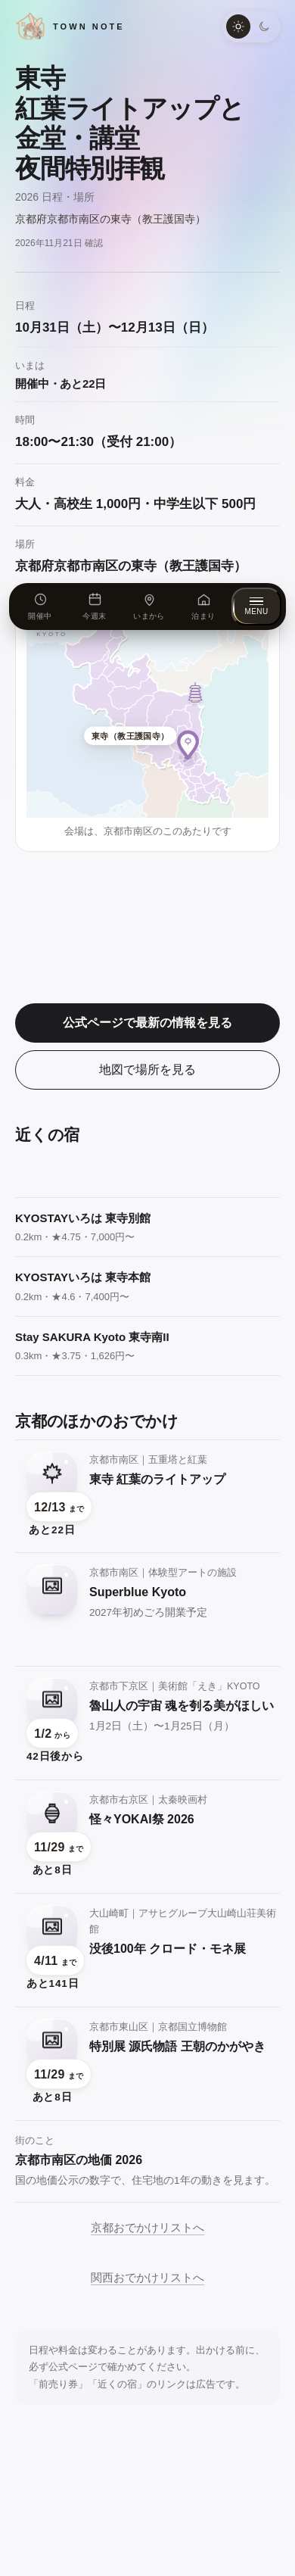 TOWN NOTE
東寺
紅葉ライトアップと
金堂・講堂
夜間特別拝観
2026 日程・場所
京都府京都市南区の東寺（教王護国寺）
2026年11月21日 確認
日程
10月31日（土）〜12月13日（日）
いまは
開催中・あと22日
時間
18:00〜21:30（受付 21:00）
料金
大人・高校生 1,000円・中学生以下 500円
場所
京都府京都市南区の東寺（教王護国寺）
開催中
今週末
いまから
泊まり
MENU
KYOTO
東寺（教王護国寺）
会場は、京都市南区のこのあたりです
公式ページで最新の情報を見る
地図で場所を見る
近くの宿
KYOSTAYいろは 東寺別館
0.2km・★4.75・7,000円〜
KYOSTAYいろは 東寺本館
0.2km・★4.6・7,400円〜
Stay SAKURA Kyoto 東寺南II
0.3km・★3.75・1,626円〜
京都のほかのおでかけ
京都市南区｜五重塔と紅葉
東寺 紅葉のライトアップ
12/13 まで
あと22日
京都市南区｜体験型アートの施設
Superblue Kyoto
2027年初めごろ開業予定
京都市下京区｜美術館「えき」KYOTO
魯山人の宇宙 魂を刳る美がほしい
1月2日（土）〜1月25日（月）
1/2 から
42日後から
京都市右京区｜太秦映画村
怪々YOKAI祭 2026
11/29 まで
あと8日
大山崎町｜アサヒグループ大山崎山荘美術
館
没後100年 クロード・モネ展
4/11 まで
あと141日
京都市東山区｜京都国立博物館
特別展 源氏物語 王朝のかがやき
11/29 まで
あと8日
街のこと
京都市南区の地価 2026
国の地価公示の数字で、住宅地の1年の動きを見ます。
京都おでかけリストへ
関西おでかけリストへ
日程や料金は変わることがあります。出かける前に、
必ず公式ページで確かめてください。
「前売り券」「近くの宿」のリンクは広告です。